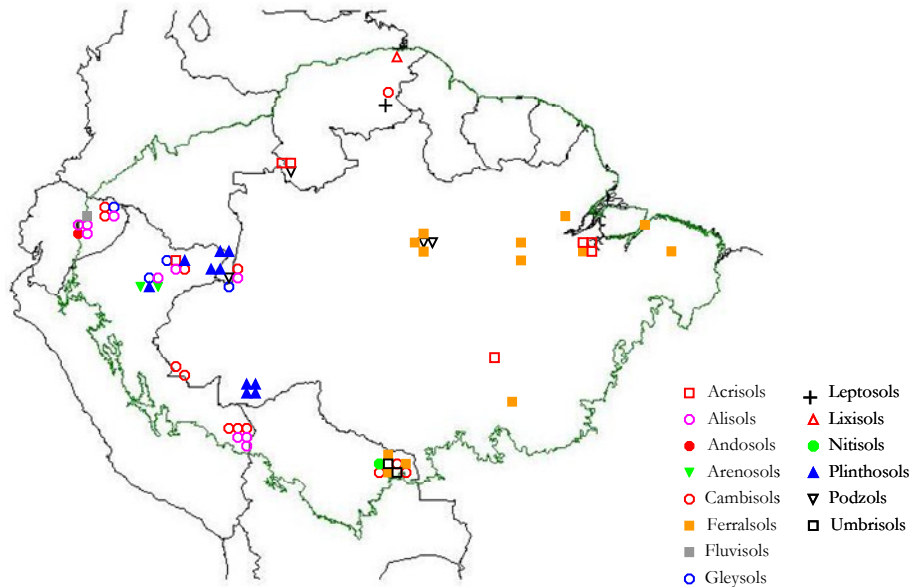 Acrisols
Alisols
Andosols
Arenosols
Cambisols
Ferralsols
Fluvisols
Gleysols
Leptosols
Lixisols
Nitisols
Plinthosols
Podzols
Umbrisols